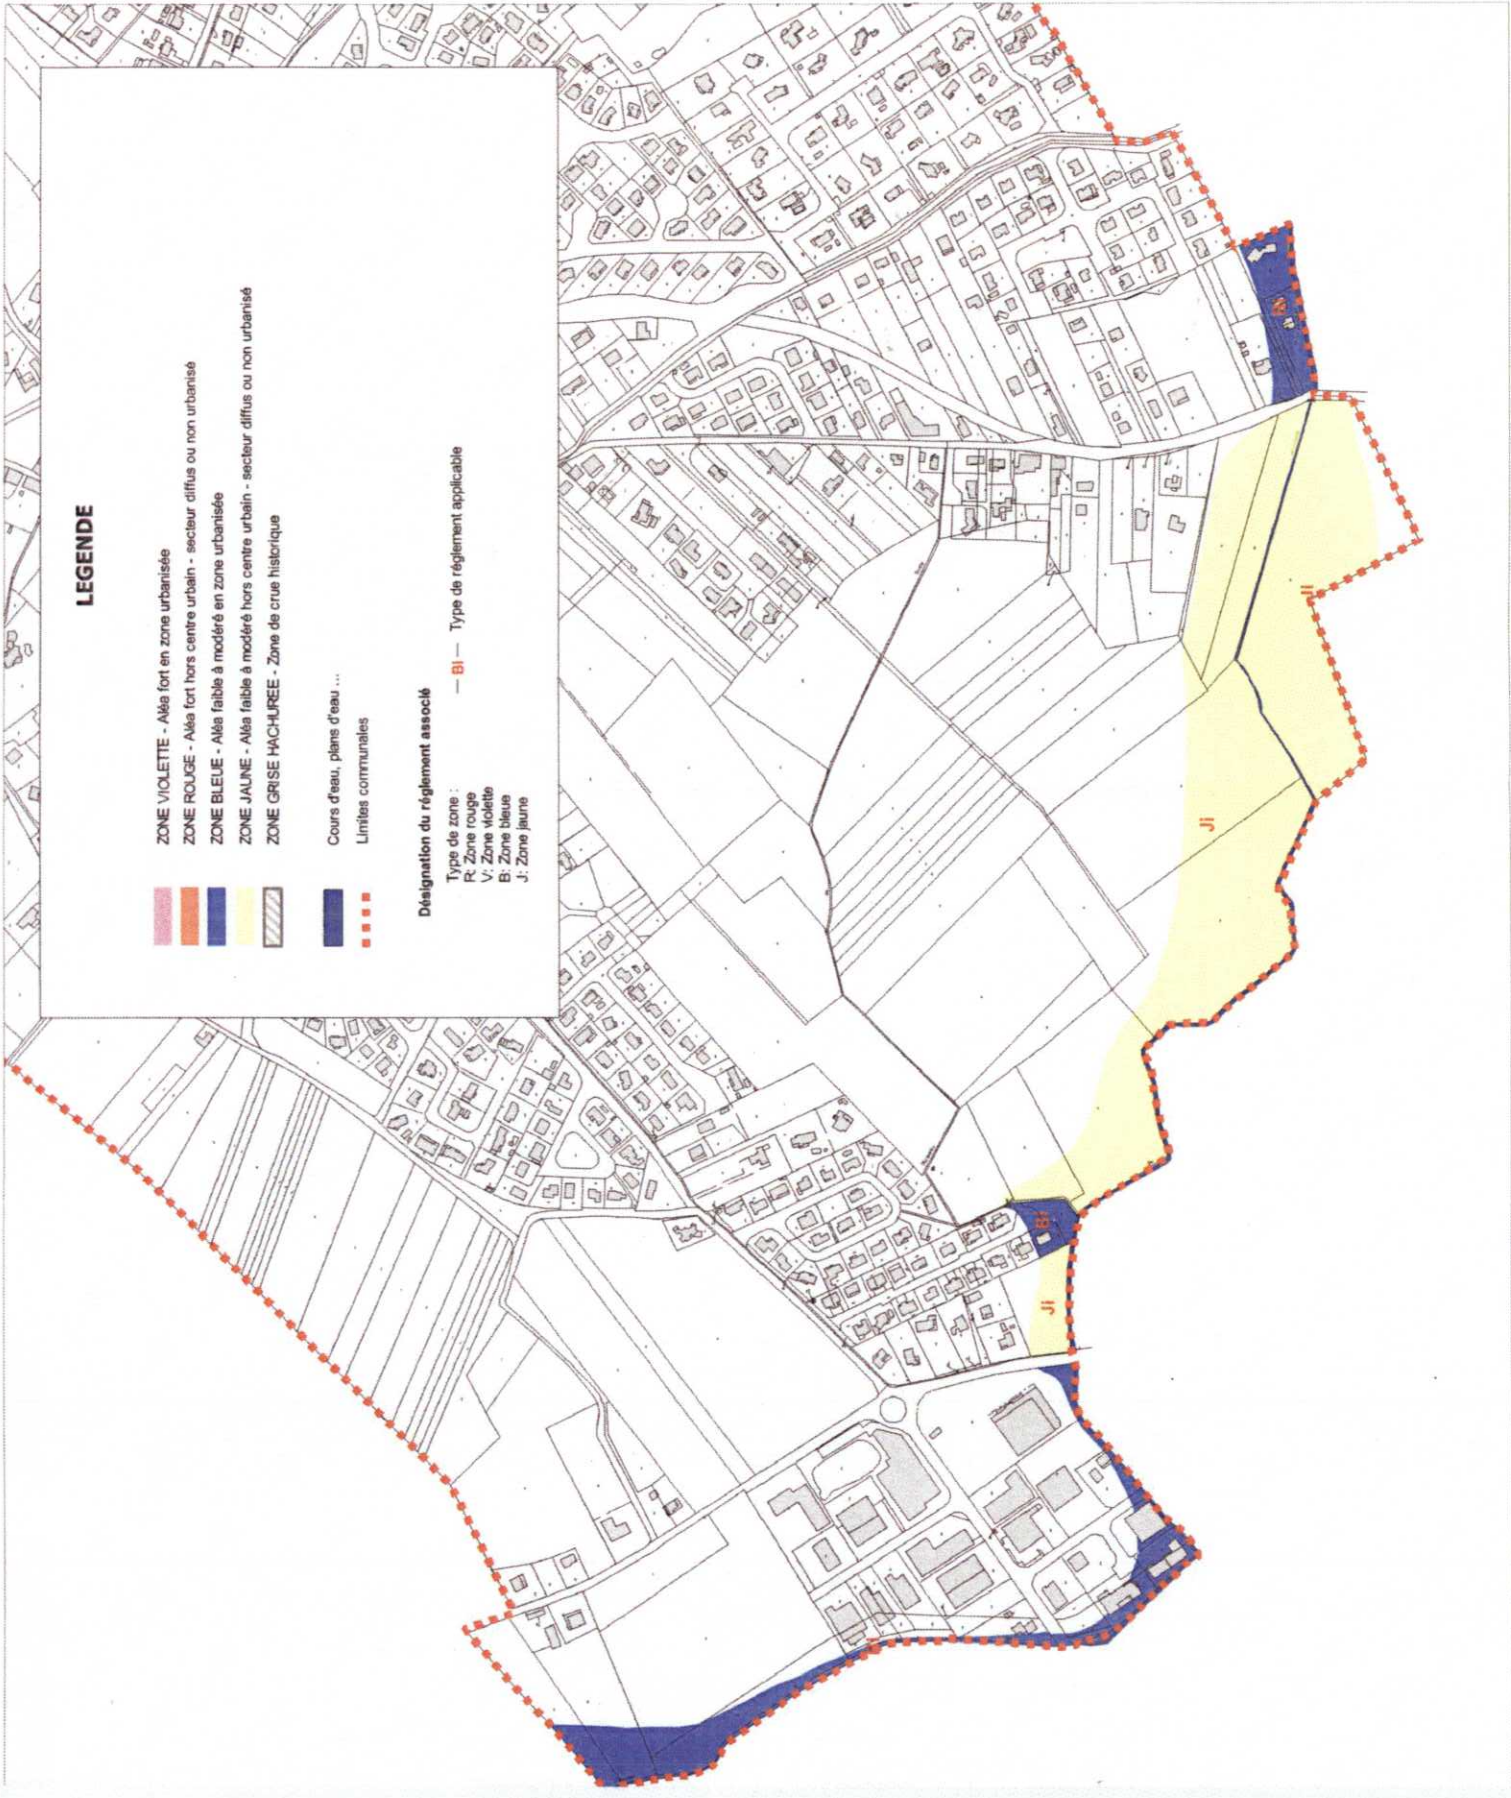 LEGENDE
ZONE VIOLETTE - Aléa fort en zone urbanisée
ZONE ROUGE - Aléa fort hors centre urbain - secteur diffus ou non urbanisé
ZONE BLEUE - Aléa faible à modéré en zone urbanisée
ZONE JAUNE - Aléa faible à modéré hors centre urbain - secteur diffus ou non urbanisé
ZONE GRISE HACHUREE - Zone de crue historique
Cours d'eau, plans d'eau ...
Limites communales
Désignation du réglement associé
— Bi — Type de réglement applicable
Type de zone :
R: Zone rouge
V: Zone violette
B: Zone bleue
J: Zone jaune
Ji
Bi
Ji
Ji
Bi